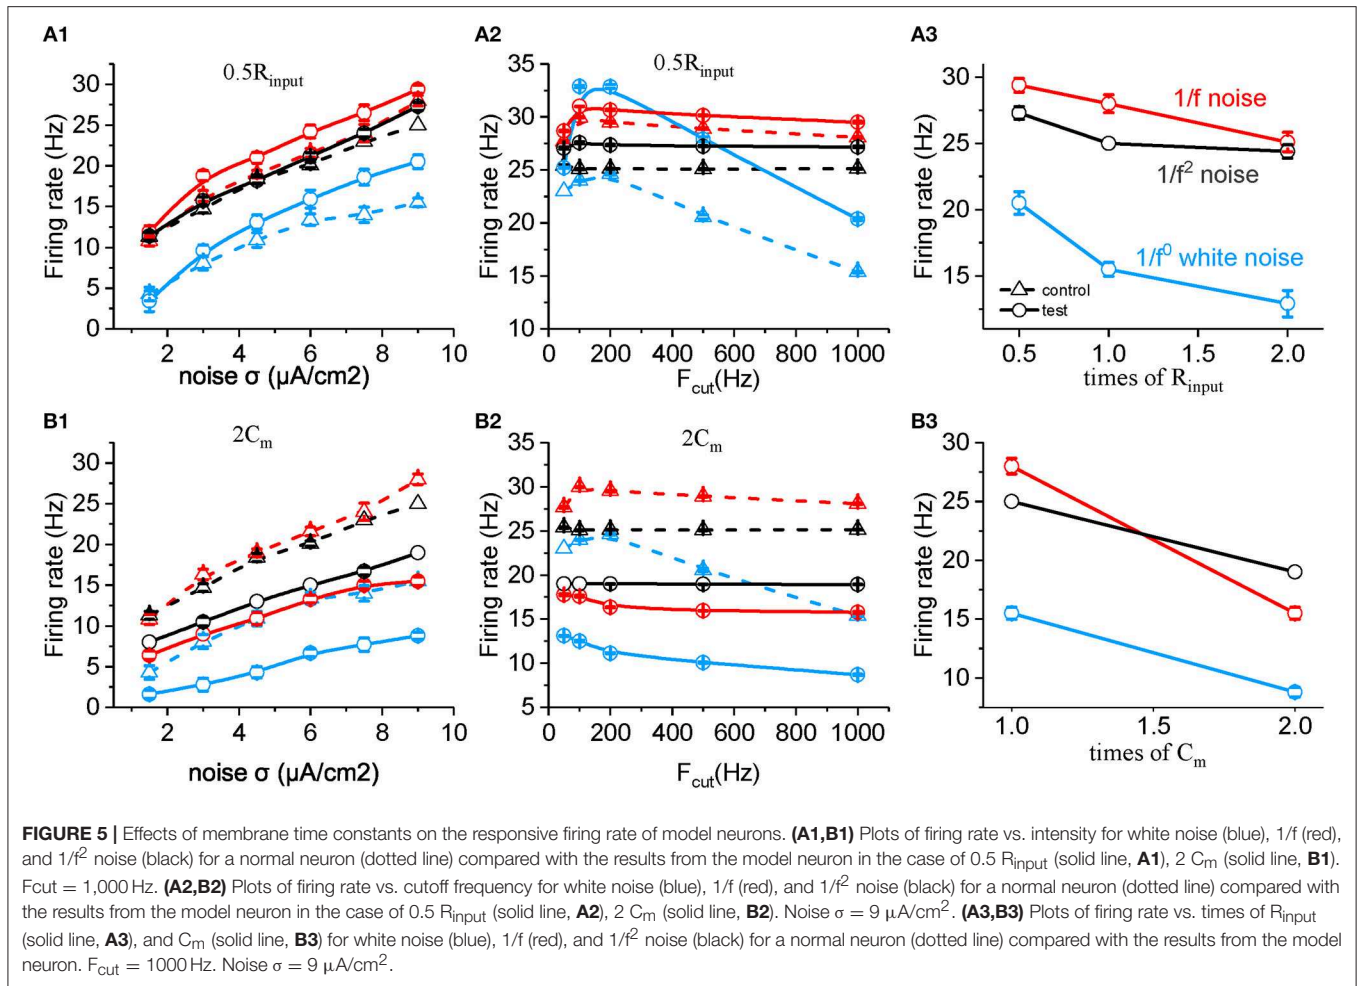 A1
0.5R_input
Firing rate (Hz)
30
25
20
15
10
5
0
2 4 6 8 10
noise σ (µA/cm2)
A2
0.5R_input
Firing rate (Hz)
35
30
25
20
15
10
0 200 400 600 800 1000
F_cut(Hz)
A3
Firing rate (Hz)
30
25
20
15
1/f noise
1/f² noise
1/f⁰ white noise
control
test
0.5 1.0 1.5 2.0
times of R_input
B1
2C_m
Firing rate (Hz)
30
25
20
15
10
5
0
2 4 6 8 10
noise σ (µA/cm2)
B2
2C_m
Firing rate (Hz)
35
30
25
20
15
10
5
0 200 400 600 800 1000
F_cut(Hz)
B3
Firing rate (Hz)
30
25
20
15
10
1.0 1.5 2.0
times of C_m
FIGURE 5 | Effects of membrane time constants on the responsive firing rate of model neurons. (A1,B1) Plots of firing rate vs. intensity for white noise (blue), 1/f (red),
and 1/f² noise (black) for a normal neuron (dotted line) compared with the results from the model neuron in the case of 0.5 R_input (solid line, A1), 2 C_m (solid line, B1).
Fcut = 1,000 Hz. (A2,B2) Plots of firing rate vs. cutoff frequency for white noise (blue), 1/f (red), and 1/f² noise (black) for a normal neuron (dotted line) compared with
the results from the model neuron in the case of 0.5 R_input (solid line, A2), 2 C_m (solid line, B2). Noise σ = 9 µA/cm². (A3,B3) Plots of firing rate vs. times of R_input
(solid line, A3), and C_m (solid line, B3) for white noise (blue), 1/f (red), and 1/f² noise (black) for a normal neuron (dotted line) compared with the results from the model
neuron. F_cut = 1000 Hz. Noise σ = 9 µA/cm².